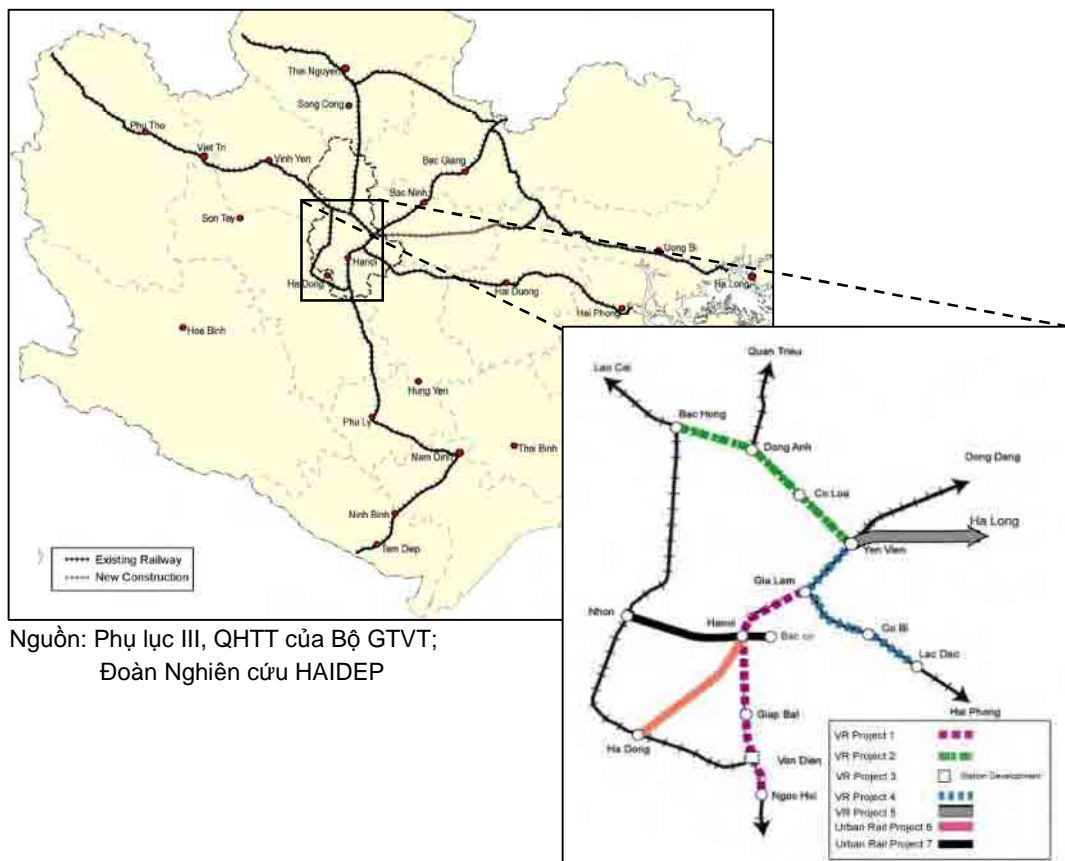 Thai Nguyen
Song Cong
Phu Tho
Viet Tri
Vinh Yen
Bac Giang
Bac Ninh
Son Tay
Hanoi
Ha Dong
Uong Bi
Ha Long
Hai Duong
Hai Phong
Hoa Binh
Hung Yen
Phu Ly
Thai Binh
Nam Dinh
Ninh Binh
Tam Diep
Existing Railway
New Construction
Nguồn: Phụ lục III, QHTT của Bộ GTVT;
Đoàn Nghiên cứu HAIDEP
Quan Trieu
Lao Cai
Bac Hong
Dong Anh
Dong Dang
Co Loa
Ha Long
Yen Vien
Gia Lam
Nhon
Hanoi
Bac co
Co Bi
Lac Dao
Hai Phong
Giap Bat
Ha Dong
Van Dien
Ngoc Hoi
VR Project 1
VR Project 2
VR Project 3 Station Development
VR Project 4
VR Project 5
Urban Rail Project 6
Urban Rail Project 7